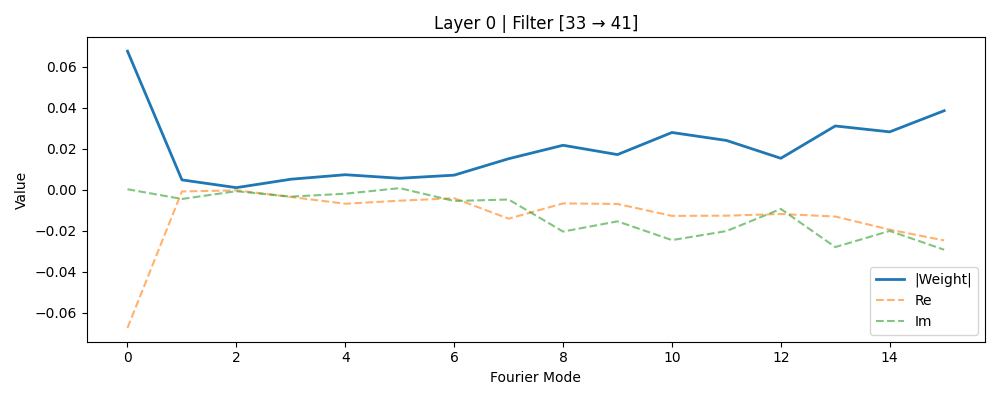 Layer 0 | Filter [33 → 41]
Value
0.06
0.04
0.02
0.00
−0.02
−0.04
−0.06
0 2 4 6 8 10 12 14
Fourier Mode
|Weight|
Re
Im